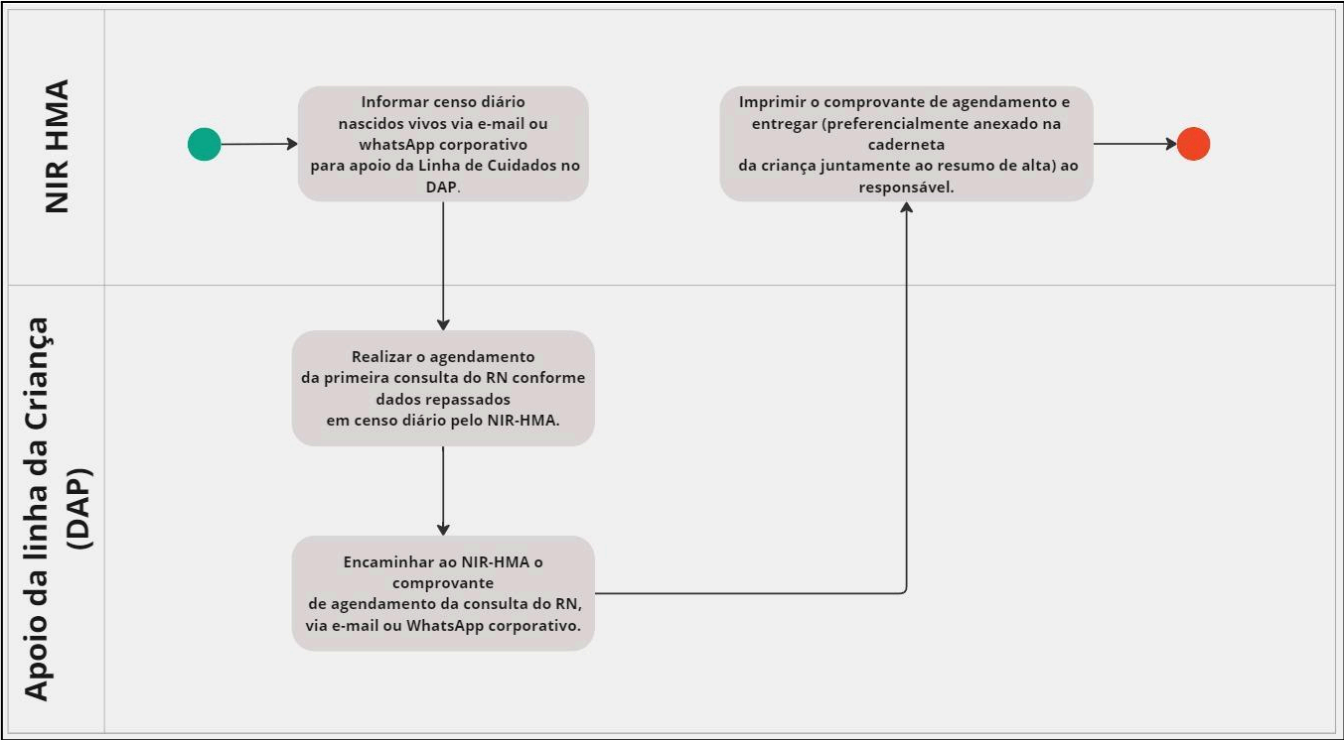 NIR HMA
Informar censo diário
nascidos vivos via e-mail ou
whatsApp corporativo
para apoio da Linha de Cuidados no
DAP.
Imprimir o comprovante de agendamento e
entregar (preferencialmente anexado na
caderneta
da criança juntamente ao resumo de alta) ao
responsável.
Apoio da linha da Criança
(DAP)
Realizar o agendamento
da primeira consulta do RN conforme
dados repassados
em censo diário pelo NIR-HMA.
Encaminhar ao NIR-HMA o
comprovante
de agendamento da consulta do RN,
via e-mail ou WhatsApp corporativo.